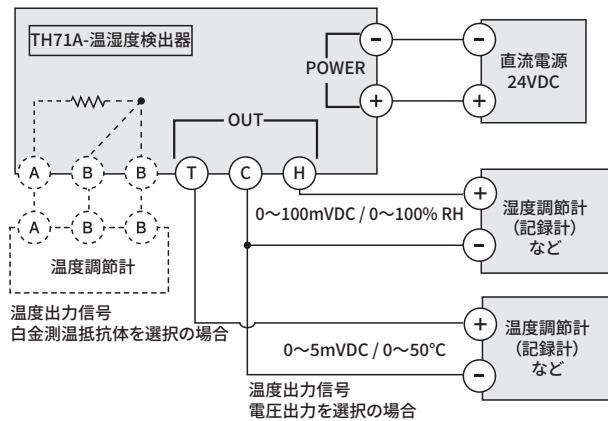 TH71A-温湿度検出器
POWER
−
+
−
+
直流電源
24VDC
OUT
A
B
B
T
C
H
A
B
B
温度調節計
温度出力信号
白金測温抵抗体を選択の場合
0〜100mVDC / 0〜100% RH
+
−
湿度調節計
（記録計）
など
0〜5mVDC / 0〜50℃
+
−
温度調節計
（記録計）
など
温度出力信号
電圧出力を選択の場合